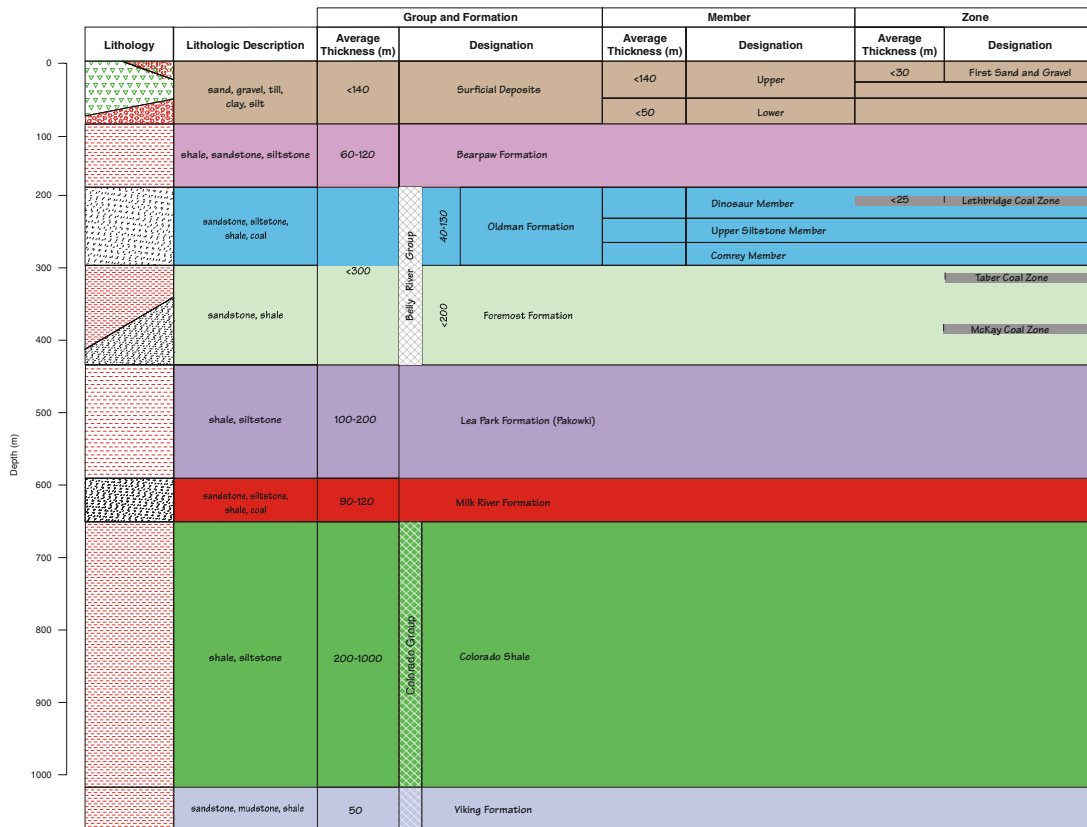 Group and Formation
Member
Zone
Lithology
Lithologic Description
Average
Thickness (m)
Designation
Average
Thickness (m)
Designation
Average
Thickness (m)
Designation
0
100
200
300
400
500
600
700
800
900
1000
Depth (m)
sand, gravel, till,
clay, silt
<140
Surficial Deposits
<140
Upper
<30
First Sand and Gravel
<50
Lower
shale, sandstone, siltstone
60-120
Bearpaw Formation
sandstone, siltstone,
shale, coal
<300
Belly River Group
40-130
Oldman Formation
Dinosaur Member
<25
Lethbridge Coal Zone
Upper Siltstone Member
Comrey Member
sandstone, shale
<200
Foremost Formation
Taber Coal Zone
McKay Coal Zone
shale, siltstone
100-200
Lea Park Formation (Pakowki)
sandstone, siltstone,
shale, coal
90-120
Milk River Formation
shale, siltstone
200-1000
Colorado Group
Colorado Shale
sandstone, mudstone, shale
50
Viking Formation